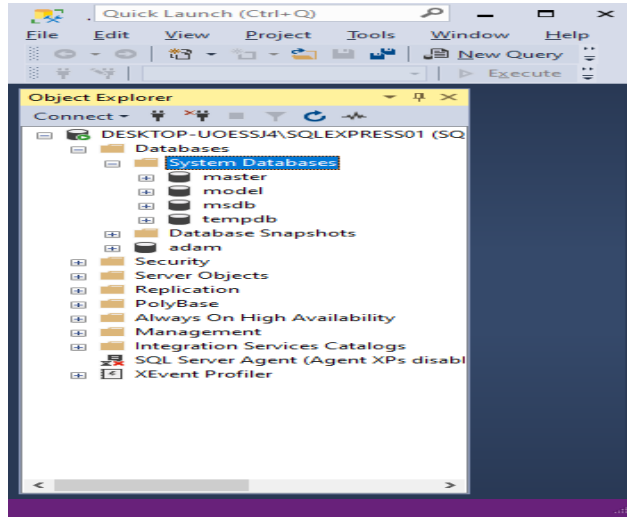 Quick Launch (Ctrl+Q)
File Edit View Project Tools Window Help
New Query
Execute
Object Explorer
Connect
DESKTOP-UOESSJ4\SQLEXPRESS01 (SQ
Databases
System Databases
master
model
msdb
tempdb
Database Snapshots
adam
Security
Server Objects
Replication
PolyBase
Always On High Availability
Management
Integration Services Catalogs
SQL Server Agent (Agent XPs disabl
XEvent Profiler